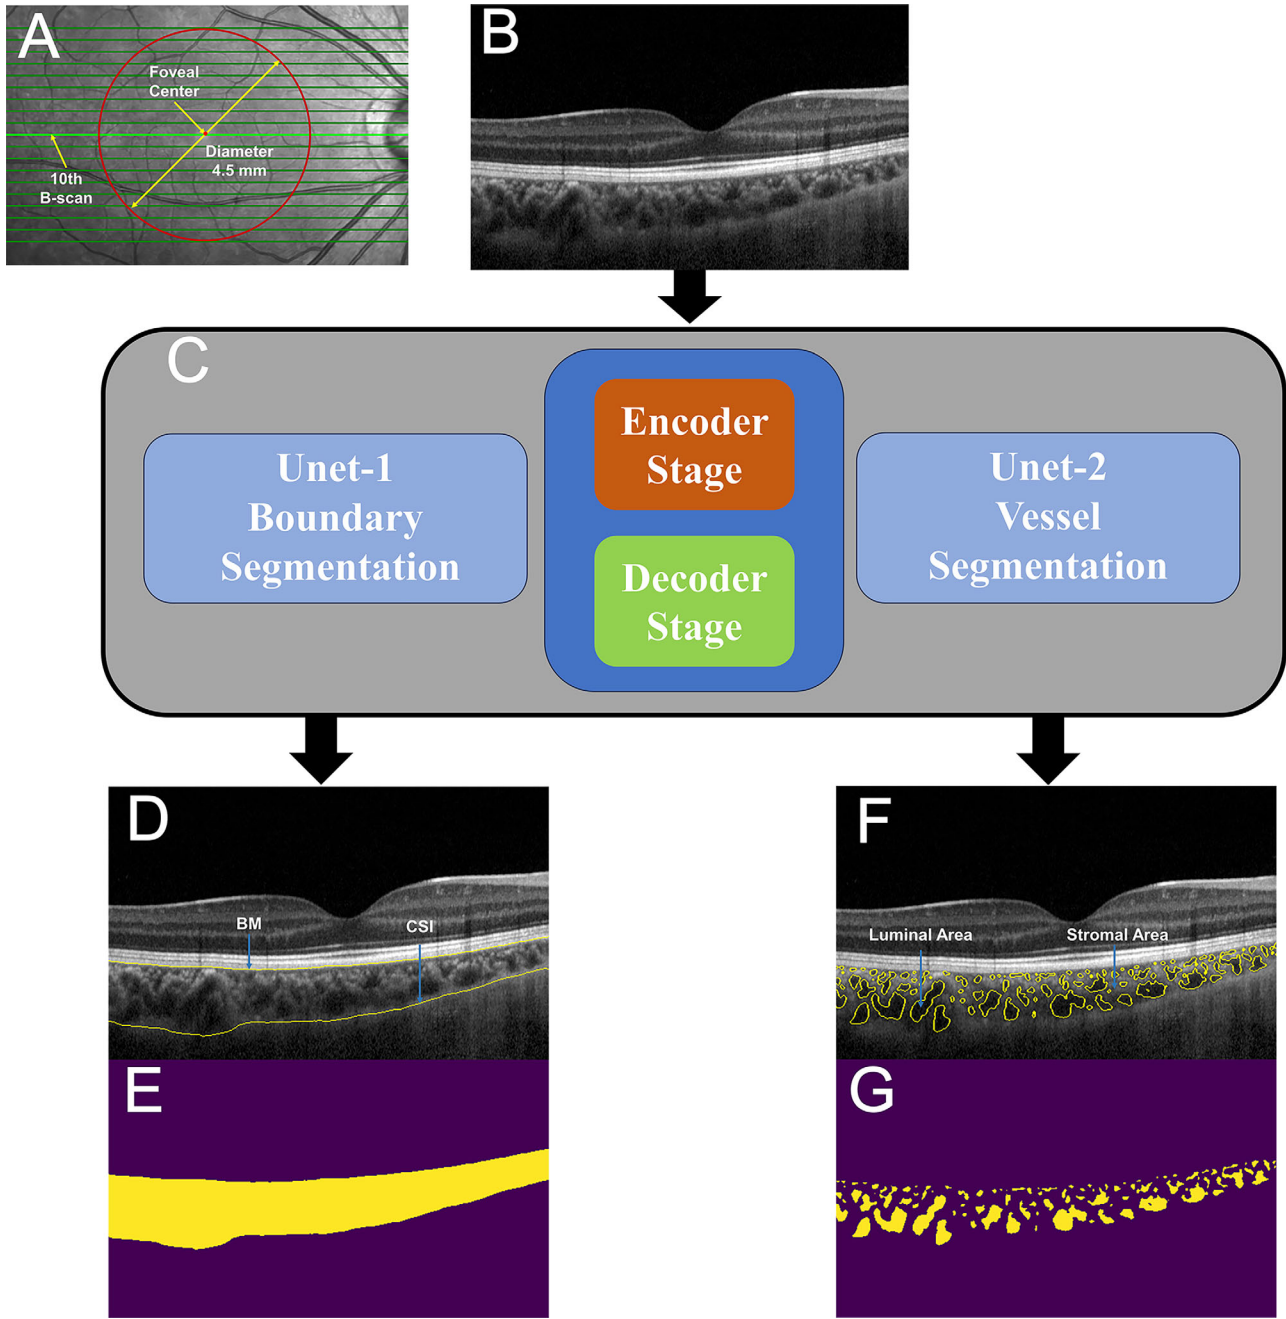 A
Foveal
Center
Diameter
4.5 mm
10th
B-scan
B
C
Unet-1
Boundary
Segmentation
Encoder
Stage
Decoder
Stage
Unet-2
Vessel
Segmentation
D
BM
CSI
E
F
Luminal Area
Stromal Area
G